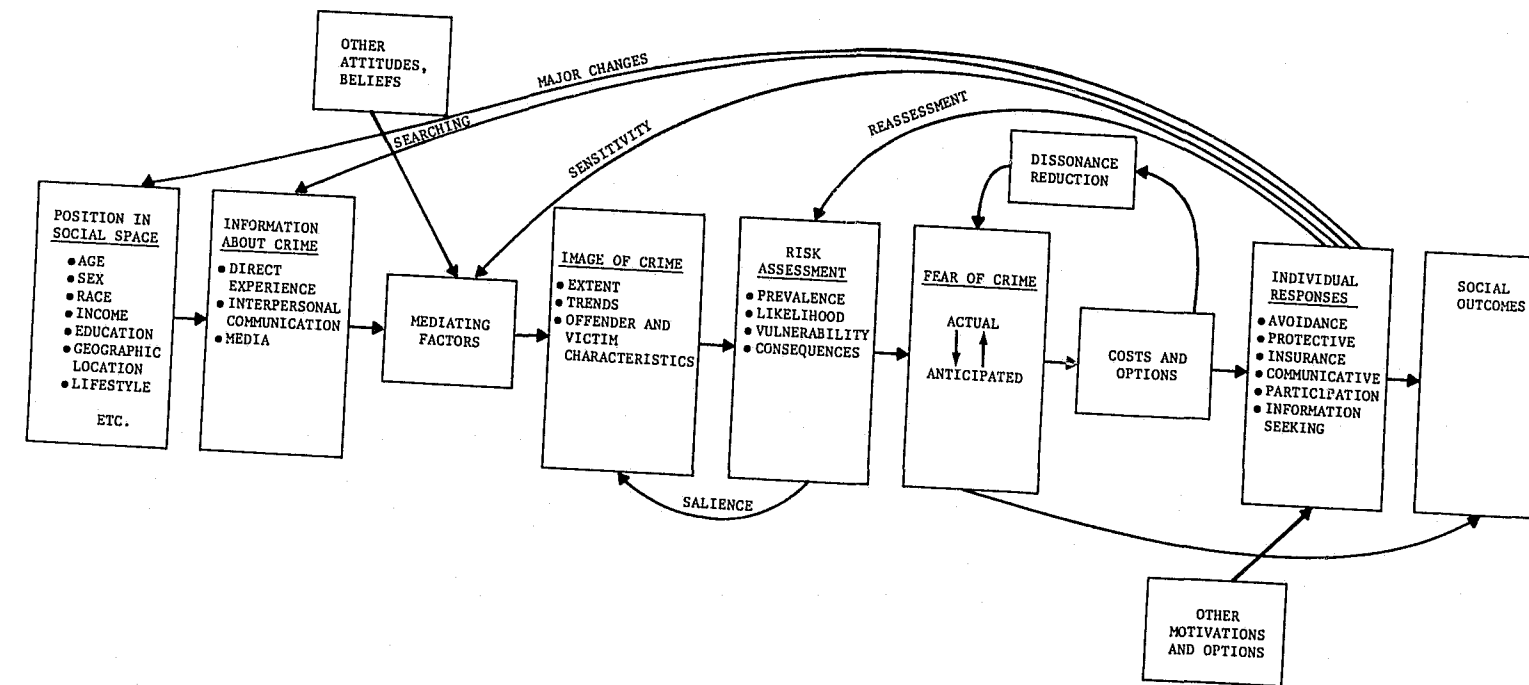 OTHER
ATTITUDES,
BELIEFS
MAJOR CHANGES
SEARCHING
SENSITIVITY
REASSESSMENT
DISSONANCE
REDUCTION
POSITION IN
SOCIAL SPACE
● AGE
● SEX
● RACE
● INCOME
● EDUCATION
● GEOGRAPHIC
LOCATION
● LIFESTYLE
ETC.
INFORMATION
ABOUT CRIME
● DIRECT
EXPERIENCE
● INTERPERSONAL
COMMUNICATION
● MEDIA
MEDIATING
FACTORS
IMAGE OF CRIME
● EXTENT
● TRENDS
● OFFENDER AND
VICTIM
CHARACTERISTICS
RISK
ASSESSMENT
● PREVALENCE
● LIKELIHOOD
● VULNERABILITY
● CONSEQUENCES
FEAR OF CRIME
ACTUAL
ANTICIPATED
COSTS AND
OPTIONS
INDIVIDUAL
RESPONSES
● AVOIDANCE
● PROTECTIVE
● INSURANCE
● COMMUNICATIVE
● PARTICIPATION
● INFORMATION
SEEKING
SOCIAL
OUTCOMES
SALIENCE
OTHER
MOTIVATIONS
AND OPTIONS